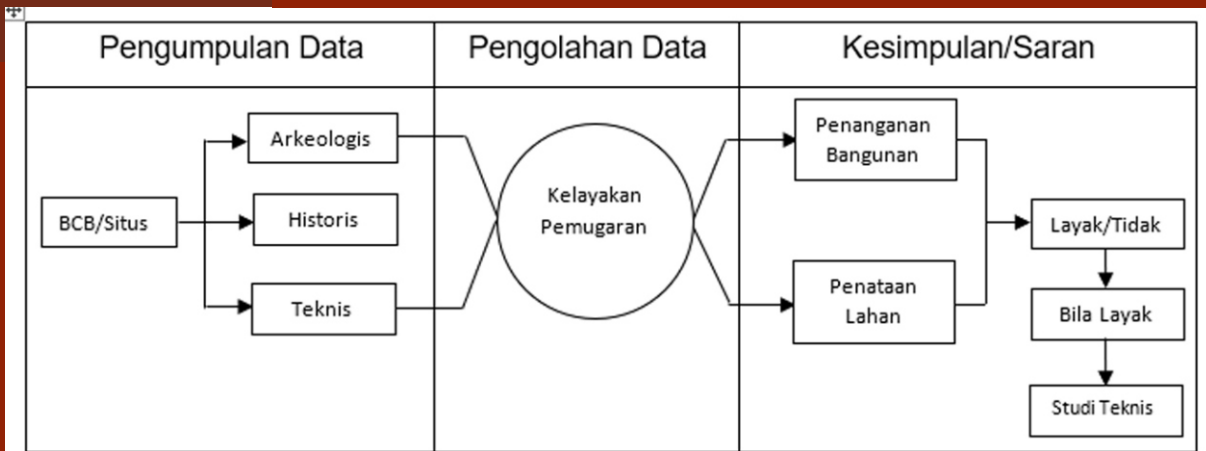 Pengumpulan Data
Pengolahan Data
Kesimpulan/Saran
BCB/Situs
Arkeologis
Historis
Teknis
Kelayakan
Pemugaran
Penanganan
Bangunan
Penataan
Lahan
Layak/Tidak
Bila Layak
Studi Teknis